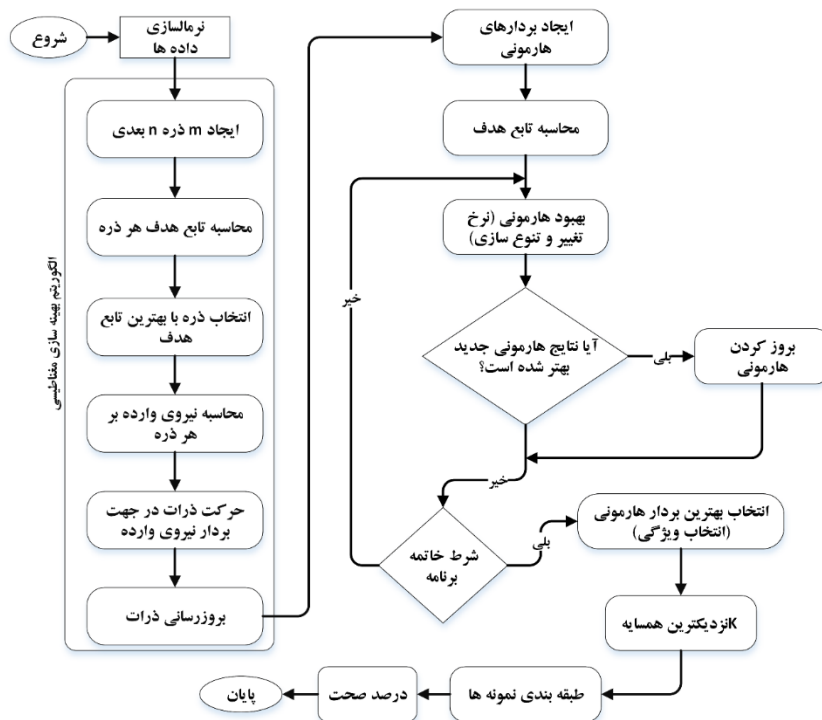 شروع
نرمالسازی
داده ها
الگوریتم بهینه سازی مغناطیسی
ایجاد m ذره n بعدی
محاسبه تابع هدف هر ذره
انتخاب ذره با بهترین تابع
هدف
محاسبه نیروی وارده بر
هر ذره
حرکت ذرات در جهت
بردار نیروی وارده
بروزرسانی ذرات
ایجاد بردارهای
هارمونی
محاسبه تابع هدف
بهبود هارمونی (نرخ
تغییر و تنوع سازی)
آیا نتایج هارمونی جدید
بهتر شده است؟
بلی
بروز کردن
هارمونی
خیر
شرط خاتمه
برنامه
خیر
بلی
انتخاب بهترین بردار هارمونی
(انتخاب ویژگی)
Kنزدیکترین همسایه
طبقه بندی نمونه ها
درصد صحت
پایان